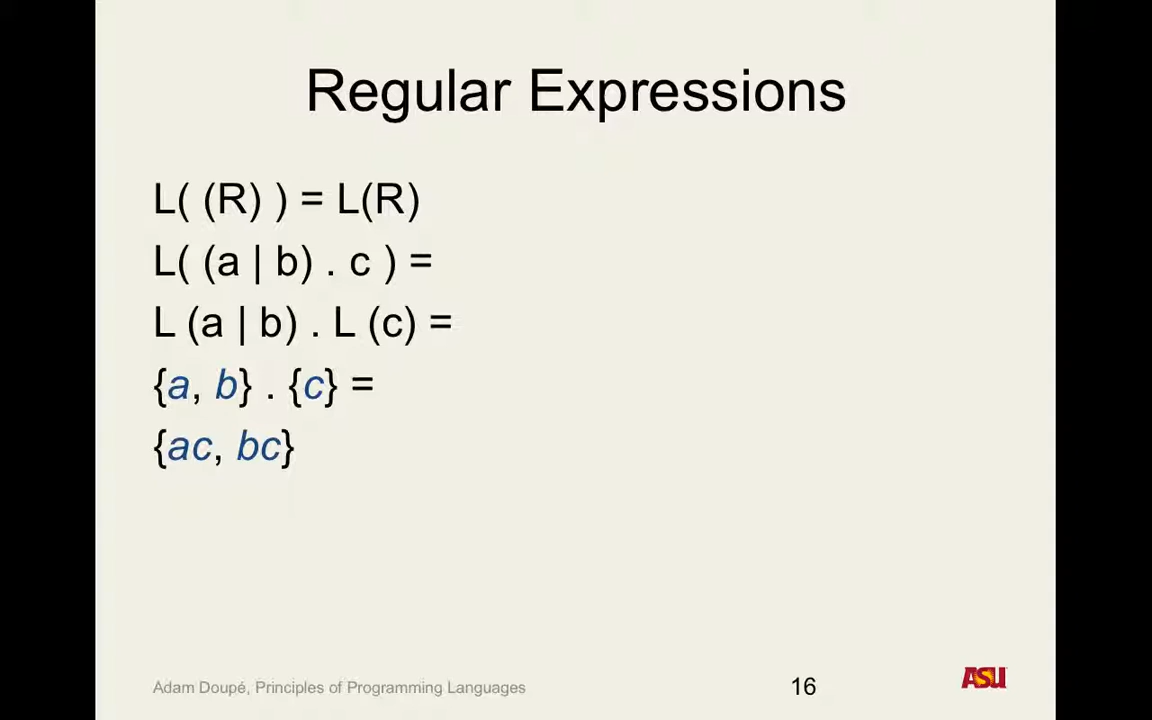 Regular Expressions
L( (R) ) = L(R)
L( (a | b) . c ) =
L (a | b) . L (c) =
{a, b} . {c} =
{ac, bc}
Adam Doupé, Principles of Programming Languages
16
ASU